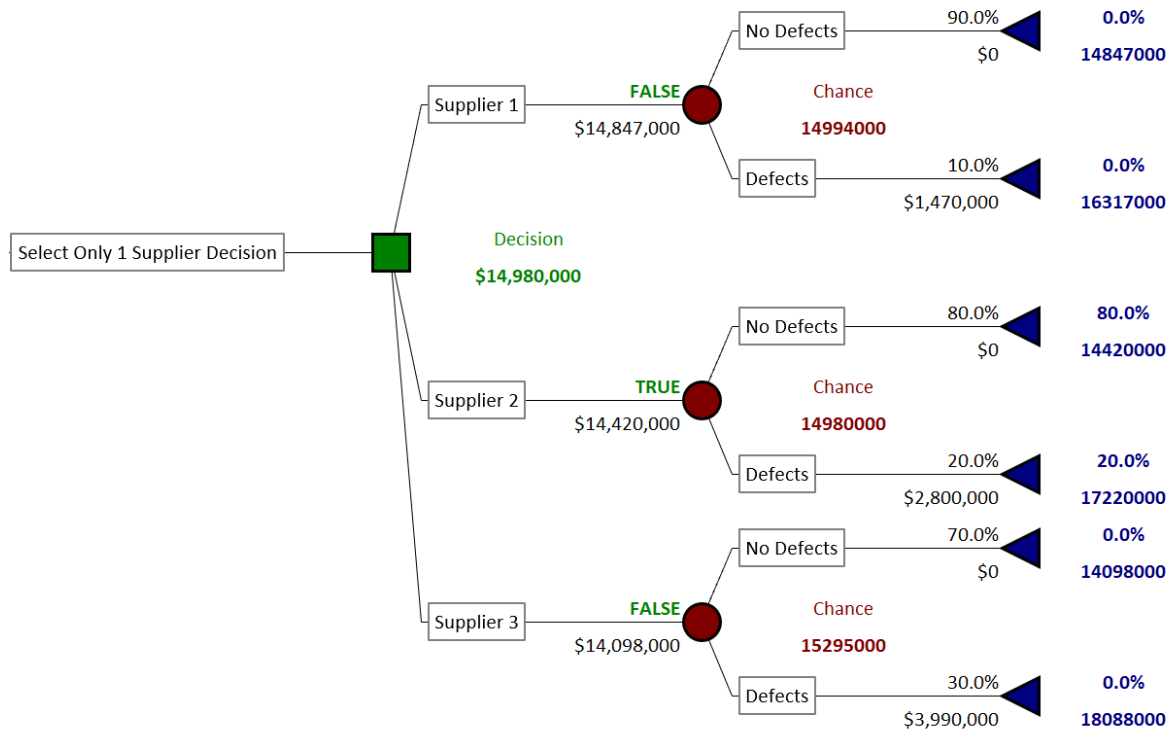 No Defects
90.0%
0.0%
$0
14847000
Supplier 1
FALSE
Chance
$14,847,000
14994000
Defects
10.0%
0.0%
$1,470,000
16317000
Select Only 1 Supplier Decision
Decision
$14,980,000
No Defects
80.0%
80.0%
$0
14420000
Supplier 2
TRUE
Chance
$14,420,000
14980000
Defects
20.0%
20.0%
$2,800,000
17220000
No Defects
70.0%
0.0%
$0
14098000
Supplier 3
FALSE
Chance
$14,098,000
15295000
Defects
30.0%
0.0%
$3,990,000
18088000